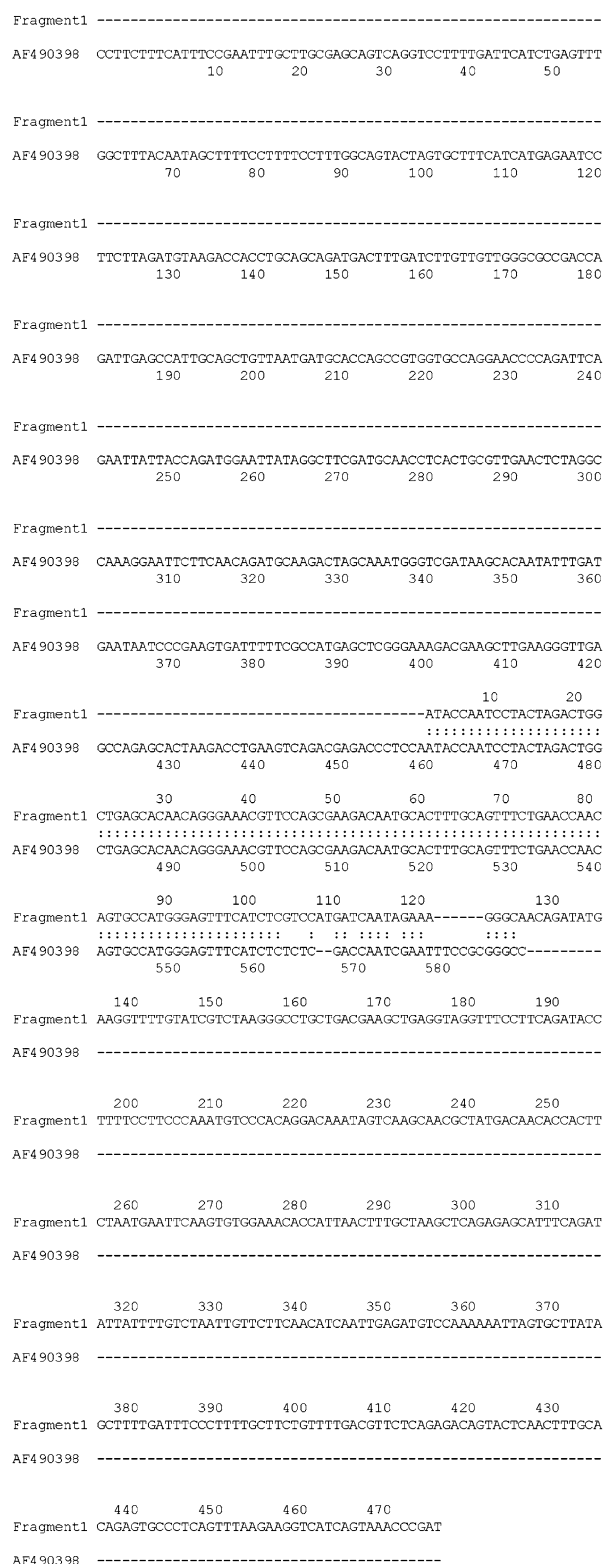 Fragment1 ------------------------------------------------------------
AF490398 CCTTCTTTCATTTCCGAATTTGCTTGCGAGCAGTCAGGTCCTTTTGATTCATCTGAGTTT
10 20 30 40 50
Fragment1 ------------------------------------------------------------
AF490398 GGCTTTACAATAGCTTTTCCTTTTCCTTTGGCAGTACTAGTGCTTTCATCATGAGAATCC
70 80 90 100 110 120
Fragment1 ------------------------------------------------------------
AF490398 TTCTTAGATGTAAGACCACCTGCAGCAGATGACTTTGATCTTGTTGTTGGGCGCCGACCA
130 140 150 160 170 180
Fragment1 ------------------------------------------------------------
AF490398 GATTGAGCCATTGCAGCTGTTAATGATGCACCAGCCGTGGTGCCAGGAACCCCAGATTCA
190 200 210 220 230 240
Fragment1 ------------------------------------------------------------
AF490398 GAATTATTACCAGATGGAATTATAGGCTTCGATGCAACCTCACTGCGTTGAACTCTAGGC
250 260 270 280 290 300
Fragment1 ------------------------------------------------------------
AF490398 CAAAGGAATTCTTCAACAGATGCAAGACTAGCAAATGGGTCGATAAGCACAATATTTGAT
310 320 330 340 350 360
Fragment1 ------------------------------------------------------------
AF490398 GAATAATCCCGAAGTGATTTTTCGCCATGAGCTCGGGAAAGACGAAGCTTGAAGGGTTGA
370 380 390 400 410 420
10 20
Fragment1 ---------------------------------------ATACCAATCCTACTAGACTGG
:::::::::::::::::::::
AF490398 GCCAGAGCACTAAGACCTGAAGTCAGACGAGACCCTCCAATACCAATCCTACTAGACTGG
430 440 450 460 470 480
30 40 50 60 70 80
Fragment1 CTGAGCACAACAGGGAAACGTTCCAGCGAAGACAATGCACTTTGCAGTTTCTGAACCAAC
::::::::::::::::::::::::::::::::::::::::::::::::::::::::::::
AF490398 CTGAGCACAACAGGGAAACGTTCCAGCGAAGACAATGCACTTTGCAGTTTCTGAACCAAC
490 500 510 520 530 540
90 100 110 120 130
Fragment1 AGTGCCATGGGAGTTTCATCTCGTCCATGATCAATAGAAA------GGGCAACAGATATG
:::::::::::::::::::::: : :: :::: ::: ::::
AF490398 AGTGCCATGGGAGTTTCATCTCTCTC--GACCAATCGAATTTCCGCGGGCC---------
550 560 570 580
140 150 160 170 180 190
Fragment1 AAGGTTTTGTATCGTCTAAGGGCCTGCTGACGAAGCTGAGGTAGGTTTCCTTCAGATACC
AF490398 ------------------------------------------------------------
200 210 220 230 240 250
Fragment1 TTTTCCTTCCCAAATGTCCCACAGGACAAATAGTCAAGCAACGCTATGACAACACCACTT
AF490398 ------------------------------------------------------------
260 270 280 290 300 310
Fragment1 CTAATGAATTCAAGTGTGGAAACACCATTAACTTTGCTAAGCTCAGAGAGCATTTCAGAT
AF490398 ------------------------------------------------------------
320 330 340 350 360 370
Fragment1 ATTATTTTGTCTAATTGTTCTTCAACATCAATTGAGATGTCCAAAAAATTAGTGCTTATA
AF490398 ------------------------------------------------------------
380 390 400 410 420 430
Fragment1 GCTTTTGATTTCCCTTTTGCTTCTGTTTTGACGTTCTCAGAGACAGTACTCAACTTTGCA
AF490398 ------------------------------------------------------------
440 450 460 470
Fragment1 CAGAGTGCCCTCAGTTTAAGAAGGTCATCAGTAAACCCGAT
AF490398 -----------------------------------------